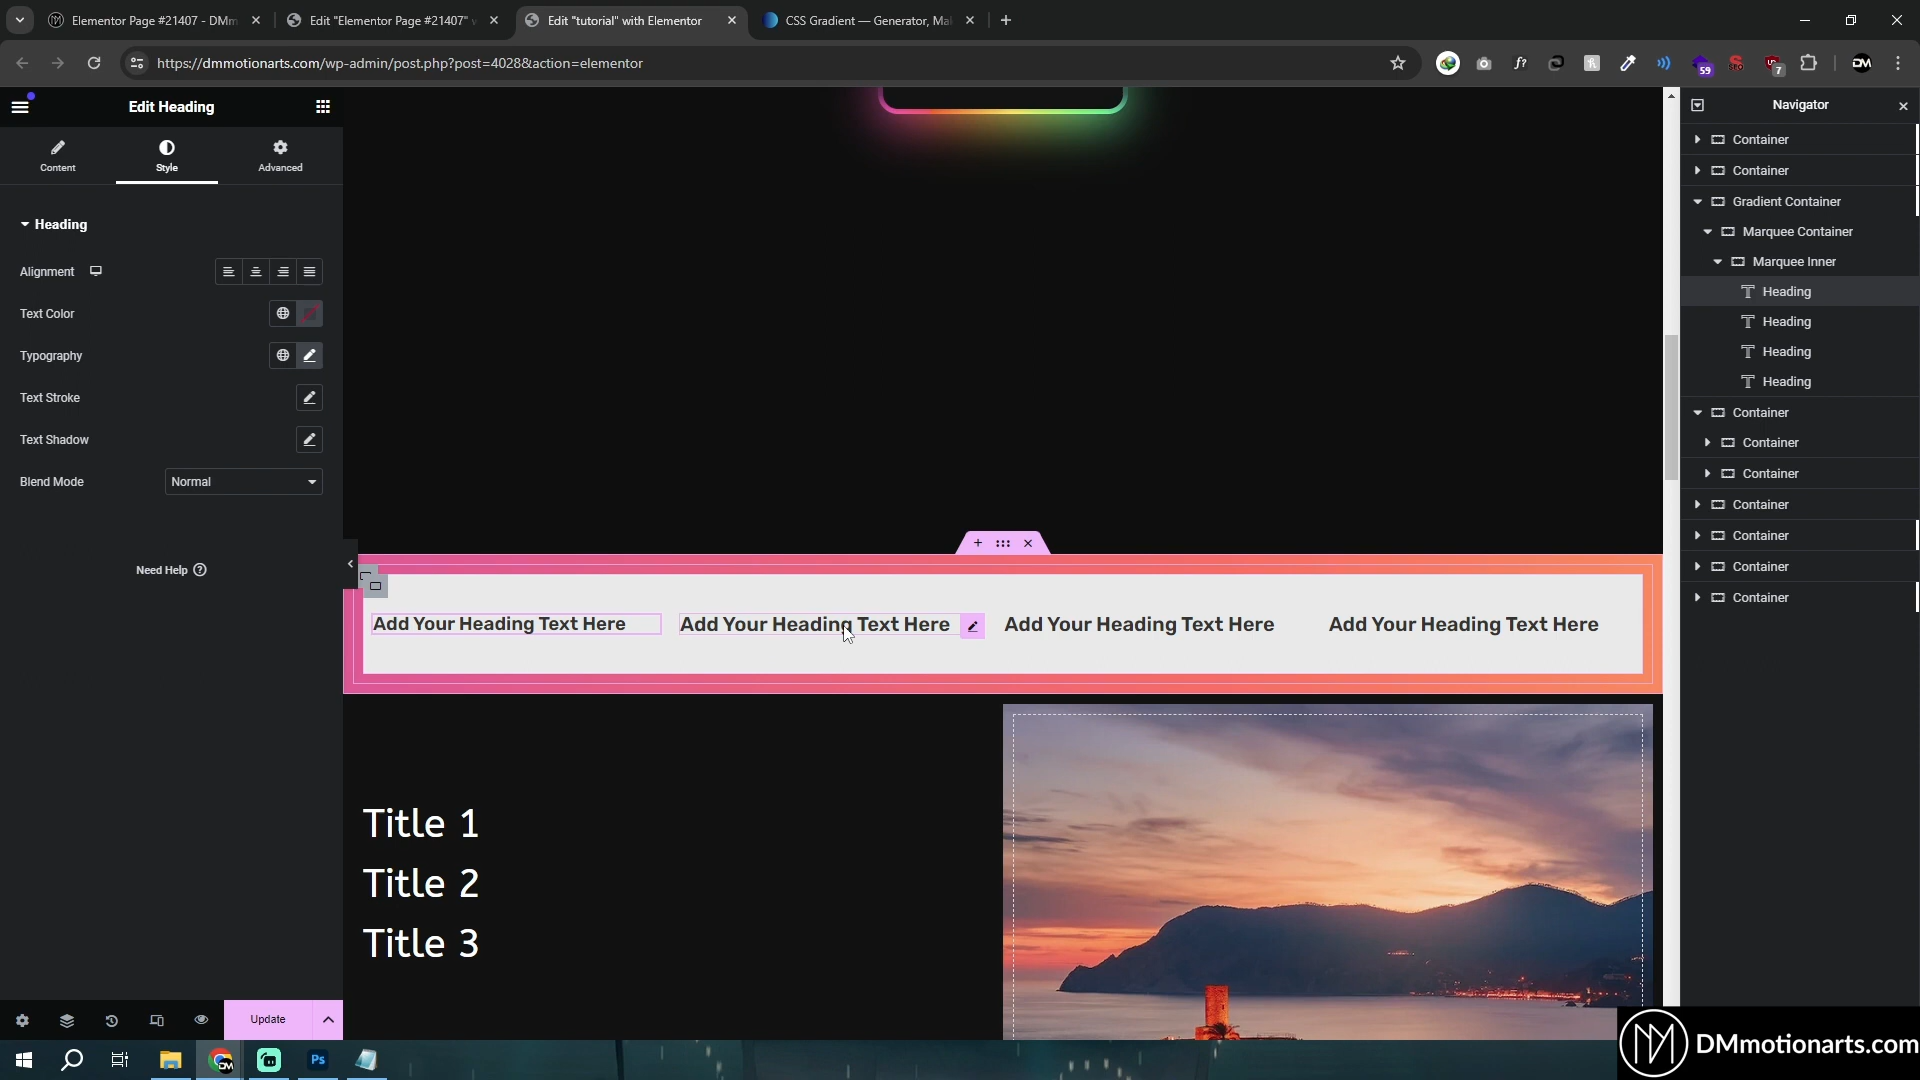 Elementor Page #21407 - DMm
Edit "Elementor Page #21407" v
Edit "tutorial" with Elementor
CSS Gradient — Generator, Ma
https://dmmotionarts.com/wp-admin/post.php?post=4028&action=elementor
f?
59
SEO
7
DM
Edit Heading
Content
Style
Advanced
Heading
Alignment
Text Color
Typography
Text Stroke
Text Shadow
Blend Mode
Normal
Need Help
Update
Add Your Heading Text Here
Add Your Heading Text Here
Add Your Heading Text Here
Add Your Heading Text Here
Title 1
Title 2
Title 3
Navigator
Container
Container
Gradient Container
Marquee Container
Marquee Inner
Heading
Heading
Heading
Heading
Container
Container
Container
Container
Container
Container
Container
Ps
DMmotionarts.com